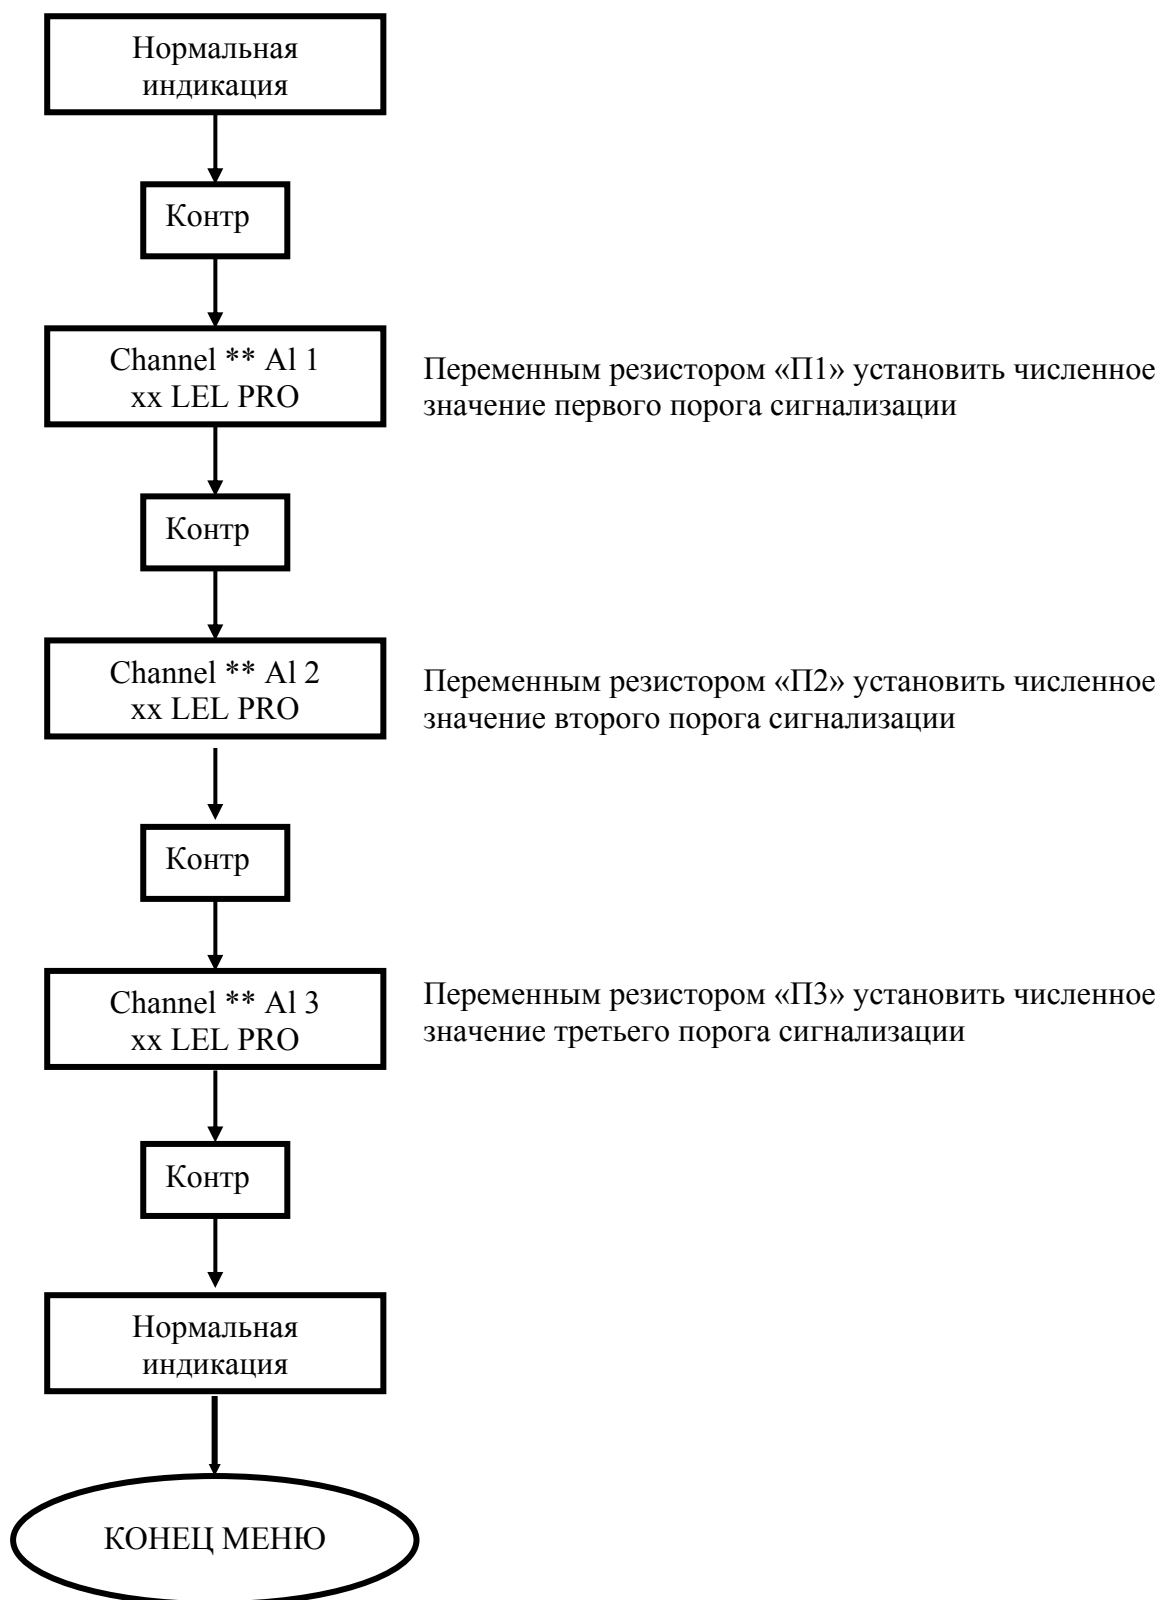 Нормальная
индикация
Контр
Channel ** Al 1
xx LEL PRO
Переменным резистором «П1» установить численное
значение первого порога сигнализации
Контр
Channel ** Al 2
xx LEL PRO
Переменным резистором «П2» установить численное
значение второго порога сигнализации
Контр
Channel ** Al 3
xx LEL PRO
Переменным резистором «П3» установить численное
значение третьего порога сигнализации
Контр
Нормальная
индикация
КОНЕЦ МЕНЮ